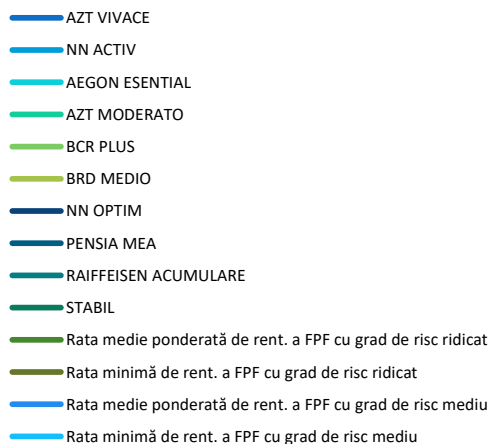 AZT VIVACE
NN ACTIV
AEGON ESENTIAL
AZT MODERATO
BCR PLUS
BRD MEDIO
NN OPTIM
PENSIA MEA
RAIFFEISEN ACUMULARE
STABIL
Rata medie ponderată de rent. a FPF cu grad de risc ridicat
Rata minimă de rent. a FPF cu grad de risc ridicat
Rata medie ponderată de rent. a FPF cu grad de risc mediu
Rata minimă de rent. a FPF cu grad de risc mediu